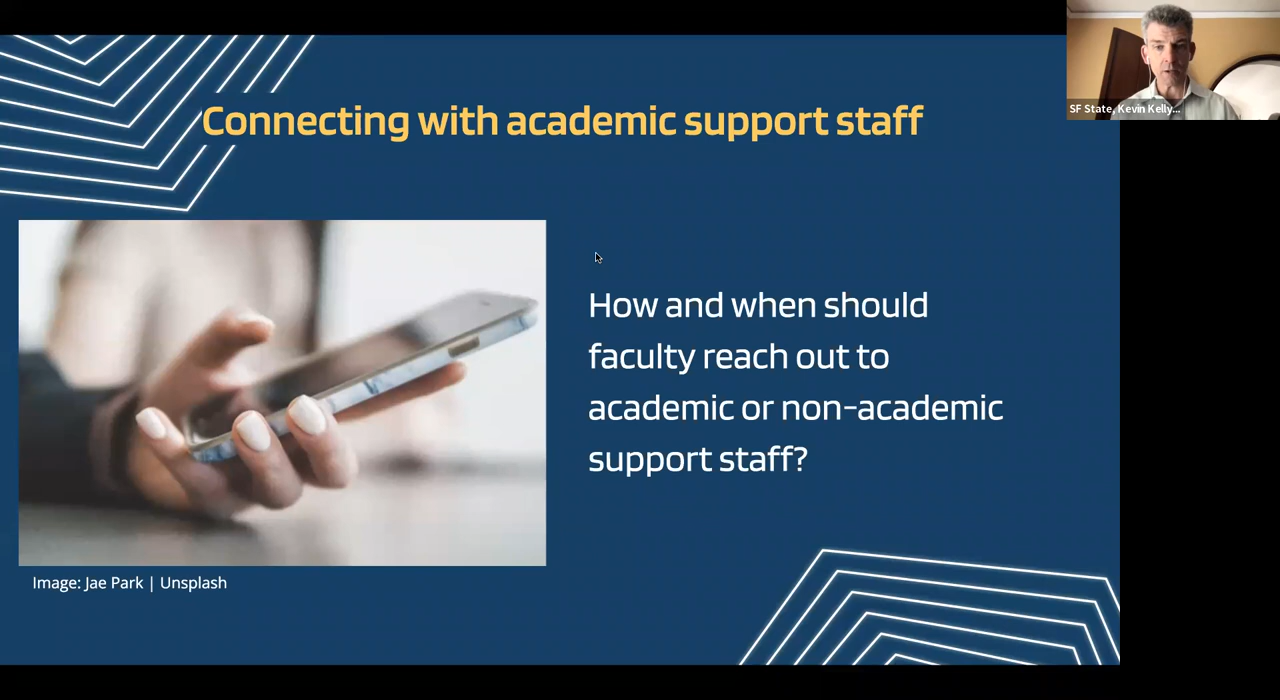 Connecting with academic support staff
SF State, Kevin Kelly...
How and when should
faculty reach out to
academic or non-academic
support staff?
Image: Jae Park | Unsplash